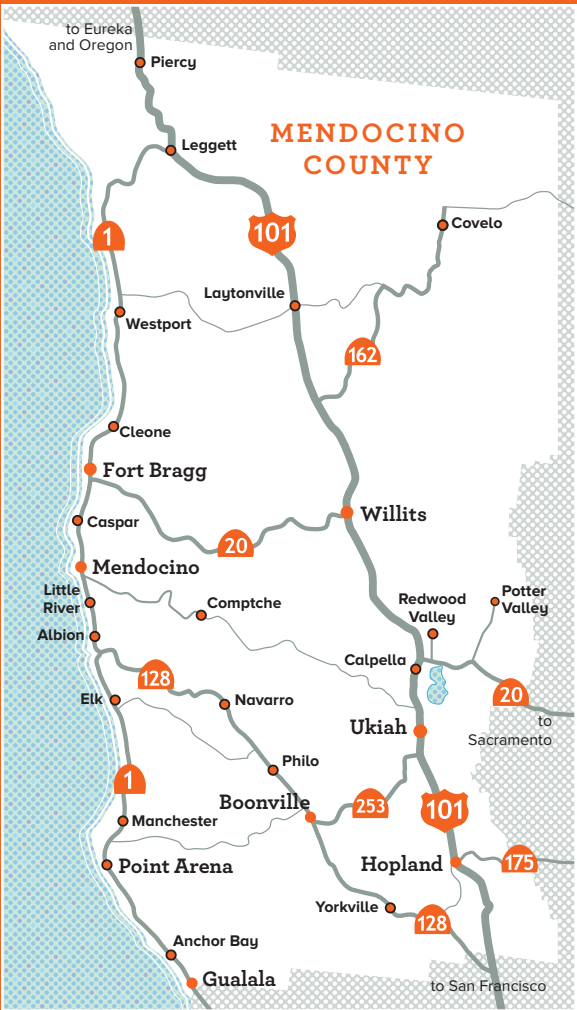 to Eureka
and Oregon
Piercy
Leggett
MENDOCINO
COUNTY
1
101
Covelo
Laytonville
Westport
162
Cleone
Fort Bragg
Caspar
Willits
20
Mendocino
Little
River
Comptche
Redwood
Valley
Potter
Valley
Albion
Calpella
128
20
Elk
Navarro
Ukiah
to
Sacramento
Philo
1
Boonville
253
101
Manchester
Point Arena
Hopland
175
Yorkville
128
Anchor Bay
Gualala
to San Francisco